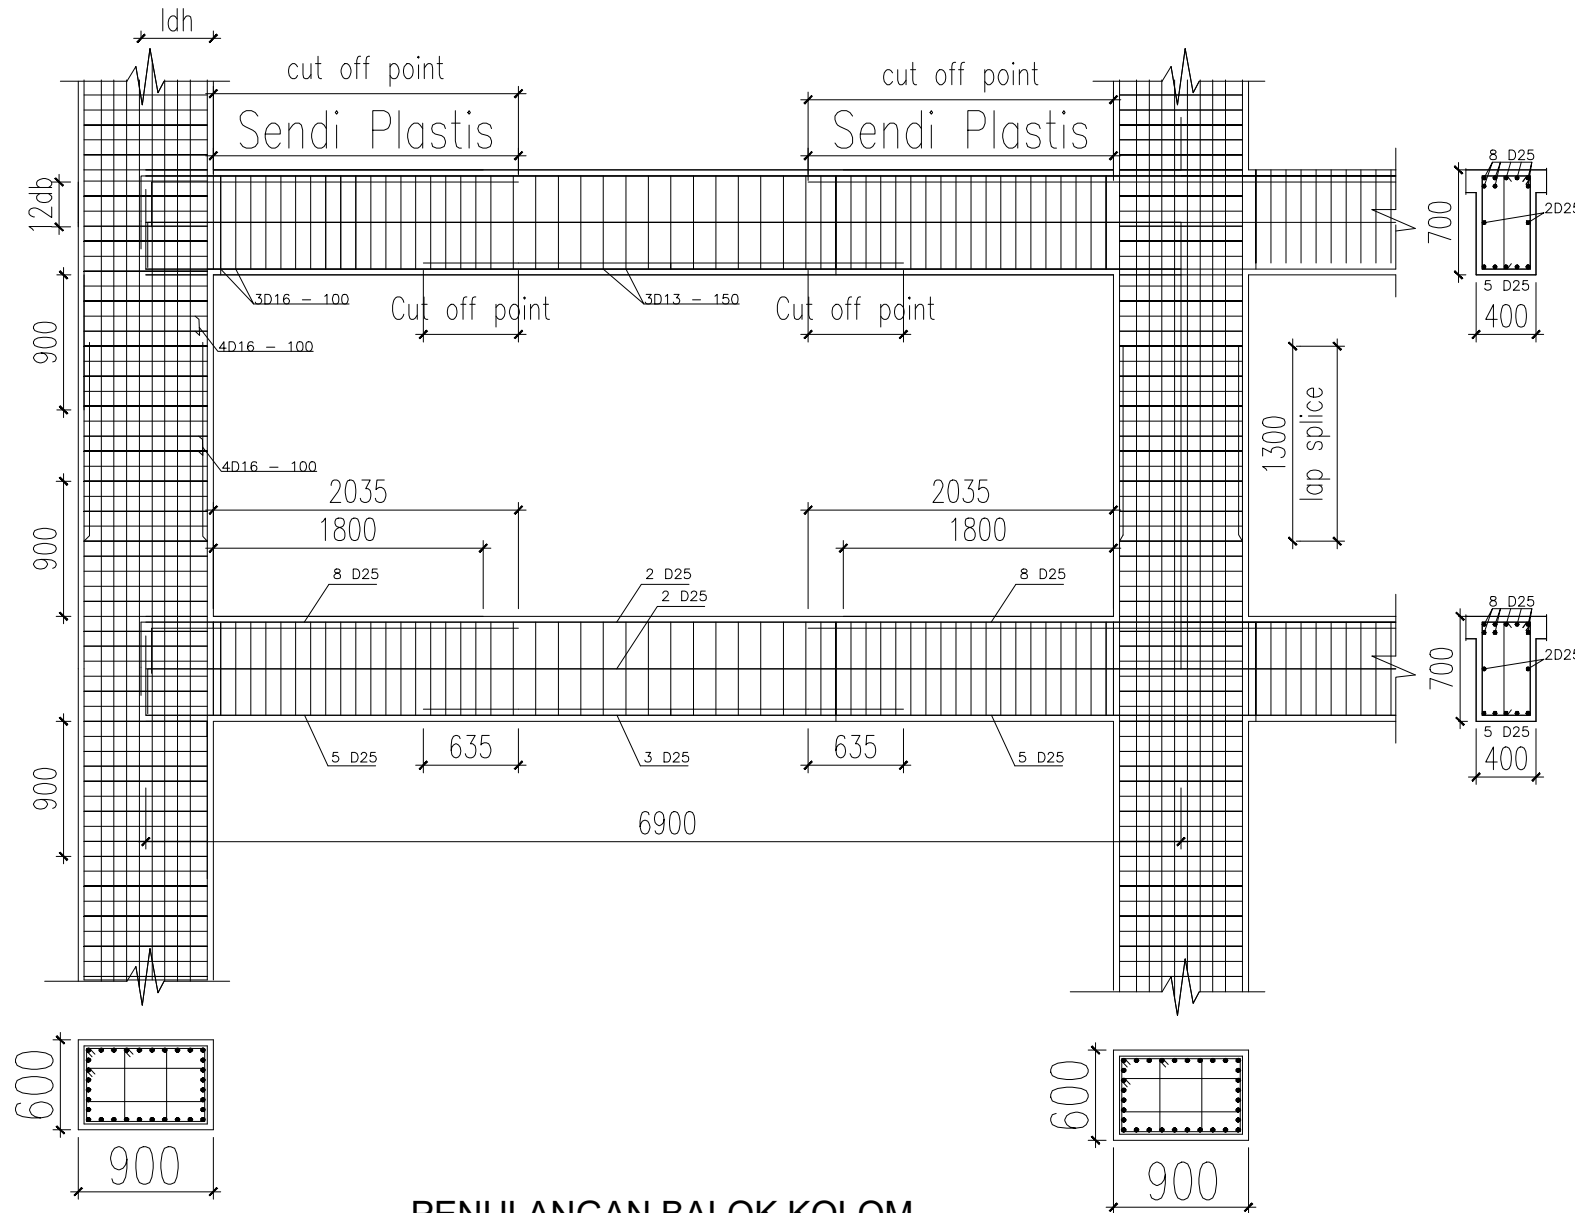 ldh
cut off point
cut off point
Sendi Plastis
Sendi Plastis
12db
8 D25
2D25
700
5 D25
400
3D16 - 100
3D13 - 150
Cut off point
Cut off point
4D16 - 100
900
1300
lap splice
4D16 - 100
2035
2035
1800
1800
900
8 D25
2 D25
8 D25
2 D25
8 D25
2D25
700
5 D25
400
5 D25
635
3 D25
635
5 D25
900
6900
600
900
600
900
PENULANGAN BALOK KOLOM